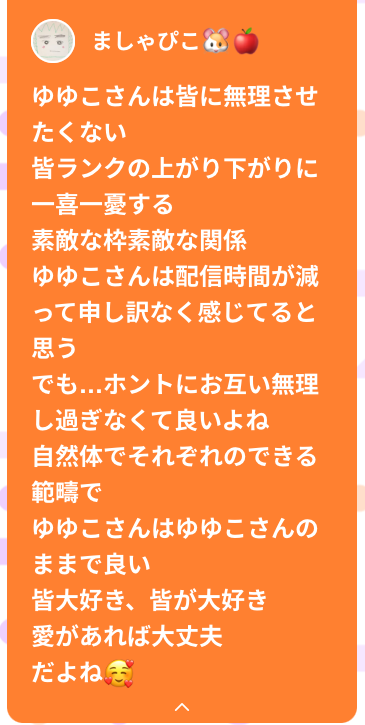 ましゃぴこ🐹🍎
ゆゆこさんは皆に無理させ
たくない
皆ランクの上がり下がりに
一喜一憂する
素敵な枠素敵な関係
ゆゆこさんは配信時間が減
って申し訳なく感じてると
思う
でも...ホントにお互い無理
し過ぎなくて良いよね
自然体でそれぞれのできる
範疇で
ゆゆこさんはゆゆこさんの
ままで良い
皆大好き、皆が大好き
愛があれば大丈夫
だよね🥰